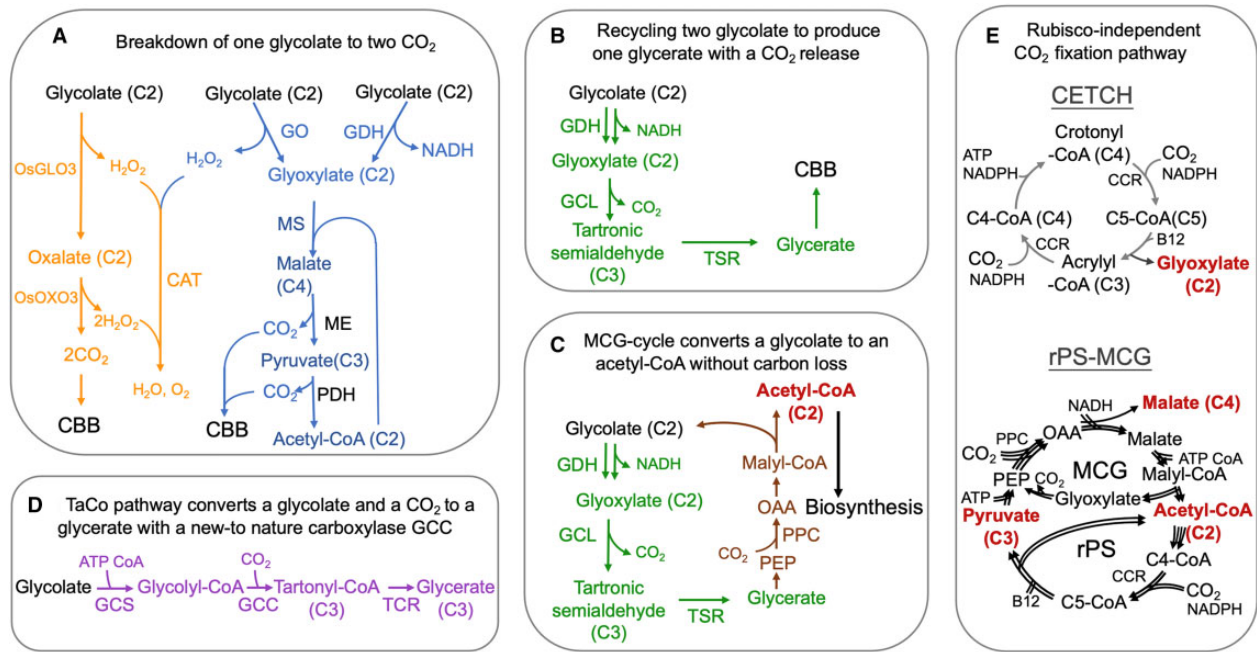 A
Breakdown of one glycolate to two CO₂
Glycolate (C2)
Glycolate (C2)
Glycolate (C2)
GO
GDH
OsGLO3
H₂O₂
H₂O₂
NADH
Glyoxylate (C2)
MS
Oxalate (C2)
Malate
(C4)
CAT
OsOXO3
2H₂O₂
CO₂
ME
2CO₂
Pyruvate(C3)
H₂O, O₂
CO₂
PDH
CBB
CBB
Acetyl-CoA (C2)
B
Recycling two glycolate to produce
one glycerate with a CO₂ release
Glycolate (C2)
GDH
NADH
Glyoxylate (C2)
CBB
GCL
CO₂
Tartronic
semialdehyde
(C3)
TSR
Glycerate
C
MCG-cycle converts a glycolate to an
acetyl-CoA without carbon loss
Acetyl-CoA
(C2)
Glycolate (C2)
GDH
NADH
Malyl-CoA
Glyoxylate (C2)
OAA
Biosynthesis
GCL
PPC
CO₂
CO₂
PEP
Tartronic
semialdehyde
(C3)
TSR
Glycerate
D
TaCo pathway converts a glycolate and a CO₂ to a
glycerate with a new-to nature carboxylase GCC
ATP CoA
CO₂
Glycolate
Glycolyl-CoA
Tartonyl-CoA
(C3)
Glycerate
(C3)
GCS
GCC
TCR
E
Rubisco-independent
CO₂ fixation pathway
CETCH
Crotonyl
-CoA (C4)
ATP
NADPH
CO₂
NADPH
CCR
C4-CoA (C4)
C5-CoA(C5)
CCR
B12
CO₂
NADPH
Acrylyl
-CoA (C3)
Glyoxylate
(C2)
rPS-MCG
NADH
Malate (C4)
PPC
OAA
Malate
CO₂
ATP CoA
MCG
Malyl-CoA
PEP
CO₂
Glyoxylate
ATP
Pyruvate
(C3)
Acetyl-CoA
(C2)
rPS
C4-CoA
CCR
B12
C5-CoA
CO₂
NADPH